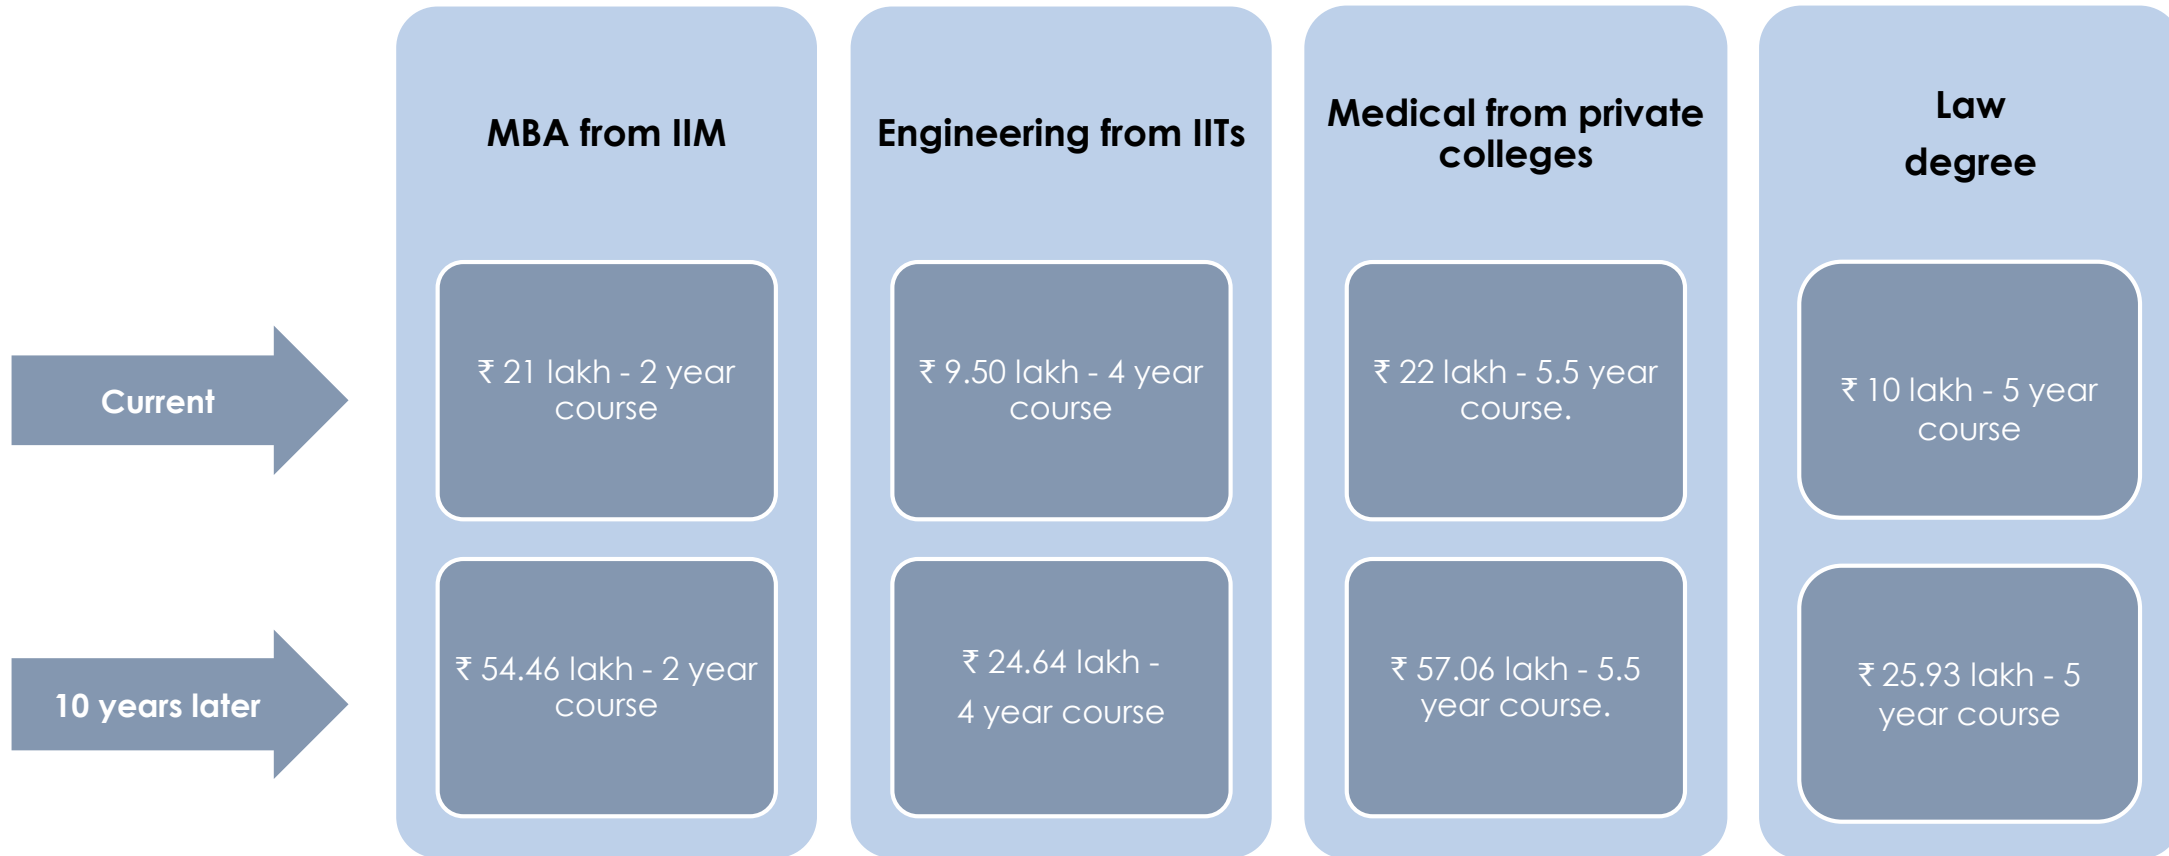 MBA from IIM
Engineering from IITs
Medical from private
colleges
Law
degree
Current
₹ 21 lakh - 2 year
course
₹ 9.50 lakh - 4 year
course
₹ 22 lakh - 5.5 year
course.
₹ 10 lakh - 5 year
course
10 years later
₹ 54.46 lakh - 2 year
course
₹ 24.64 lakh -
4 year course
₹ 57.06 lakh - 5.5
year course.
₹ 25.93 lakh - 5
year course